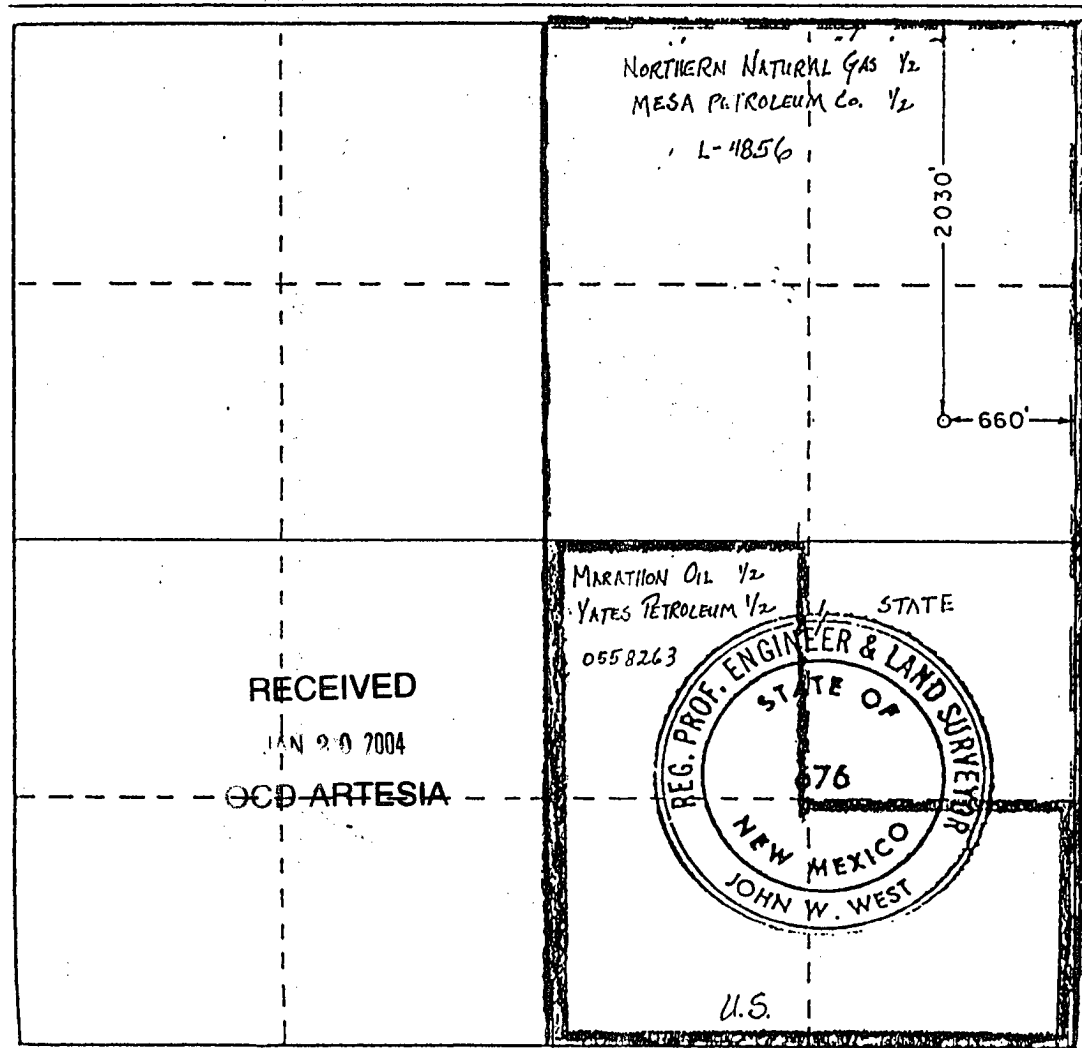 NORTHERN NATURAL GAS 1/2
MESA PETROLEUM CO. 1/2
L-4856
2030'
660'
MARATHON OIL 1/2
YATES PETROLEUM 1/2
0558263
STATE
REG. PROF. ENGINEER & LAND SURVEYOR
STATE OF
676
NEW MEXICO
JOHN W. WEST
RECEIVED
JAN 20 2004
OCD-ARTESIA
U.S.